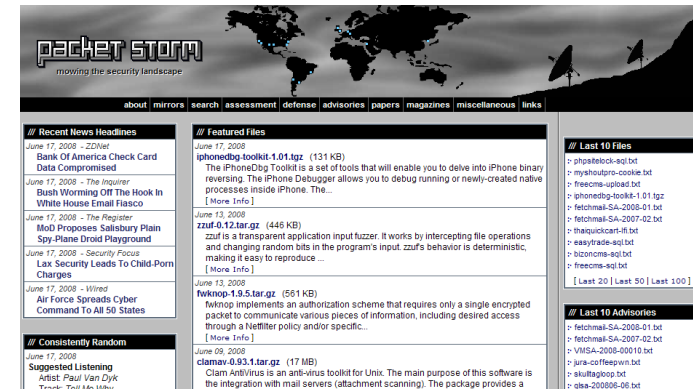 packet storm
mowing the security landscape
about mirrors search assessment defense advisories papers magazines miscellaneous links
/// Recent News Headlines
June 17, 2008 - ZDNet
Bank Of America Check Card
Data Compromised
June 17, 2008 - The Inquirer
Bush Worming Off The Hook In
White House Email Fiasco
June 17, 2008 - The Register
MoD Proposes Salisbury Plain
Spy-Plane Droid Playground
June 17, 2008 - Security Focus
Lax Security Leads To Child-Porn
Charges
June 17, 2008 - Wired
Air Force Spreads Cyber
Command To All 50 States
/// Consistently Random
June 17, 2008
Suggested Listening
Artist: Paul Van Dyk
Track: Tell Me Why
/// Featured Files
June 17, 2008
iphonedbg-toolkit-1.01.tgz (131 KB)
The iPhoneDbg Toolkit is a set of tools that will enable you to delve into iPhone binary
reversing. The iPhone Debugger allows you to debug running or newly-created native
processes inside iPhone. The...
[ More Info ]
June 13, 2008
zzuf-0.12.tar.gz (446 KB)
zzuf is a transparent application input fuzzer. It works by intercepting file operations
and changing random bits in the program's input. zzuf's behavior is deterministic,
making it easy to reproduce ...
[ More Info ]
June 13, 2008
fwknop-1.9.5.tar.gz (561 KB)
fwknop implements an authorization scheme that requires only a single encrypted
packet to communicate various pieces of information, including desired access
through a Netfilter policy and/or specific...
[ More Info ]
June 09, 2008
clamav-0.93.1.tar.gz (17 MB)
Clam AntiVirus is an anti-virus toolkit for Unix. The main purpose of this software is
the integration with mail servers (attachment scanning). The package provides a
/// Last 10 Files
phpsitelock-sql.txt
myshoutpro-cookie.txt
freecms-upload.txt
iphonedbg-toolkit-1.01.tgz
fetchmail-SA-2008-01.txt
fetchmail-SA-2007-02.txt
thaiquickcart-lfi.txt
easytrade-sql.txt
bizoncms-sql.txt
freecms-sql.txt
[ Last 20 | Last 50 | Last 100 ]
/// Last 10 Advisories
fetchmail-SA-2008-01.txt
fetchmail-SA-2007-02.txt
VMSA-2008-00010.txt
jura-coffeepwn.txt
skulltagloop.txt
glsa-200806-06.txt